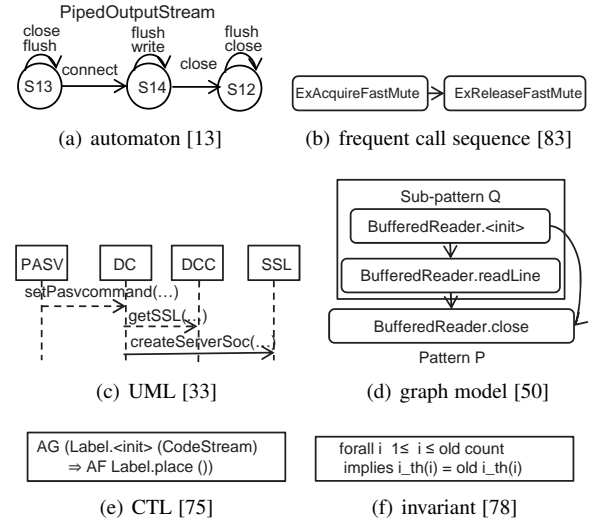 PipedOutputStream
close
flush
flush
write
flush
close
connect
close
S13
S14
S12
(a) automaton [13]
ExAcquireFastMute
ExReleaseFastMute
(b) frequent call sequence [83]
PASV
DC
DCC
SSL
setPasvcommand(…)
getSSL(…)
createServerSoc(…)
(c) UML [33]
Sub-pattern Q
BufferedReader.<init>
BufferedReader.readLine
BufferedReader.close
Pattern P
(d) graph model [50]
AG (Label.<init> (CodeStream)
⇒ AF Label.place ())
(e) CTL [75]
forall i 1≤ i ≤ old count
implies i_th(i) = old i_th(i)
(f) invariant [78]